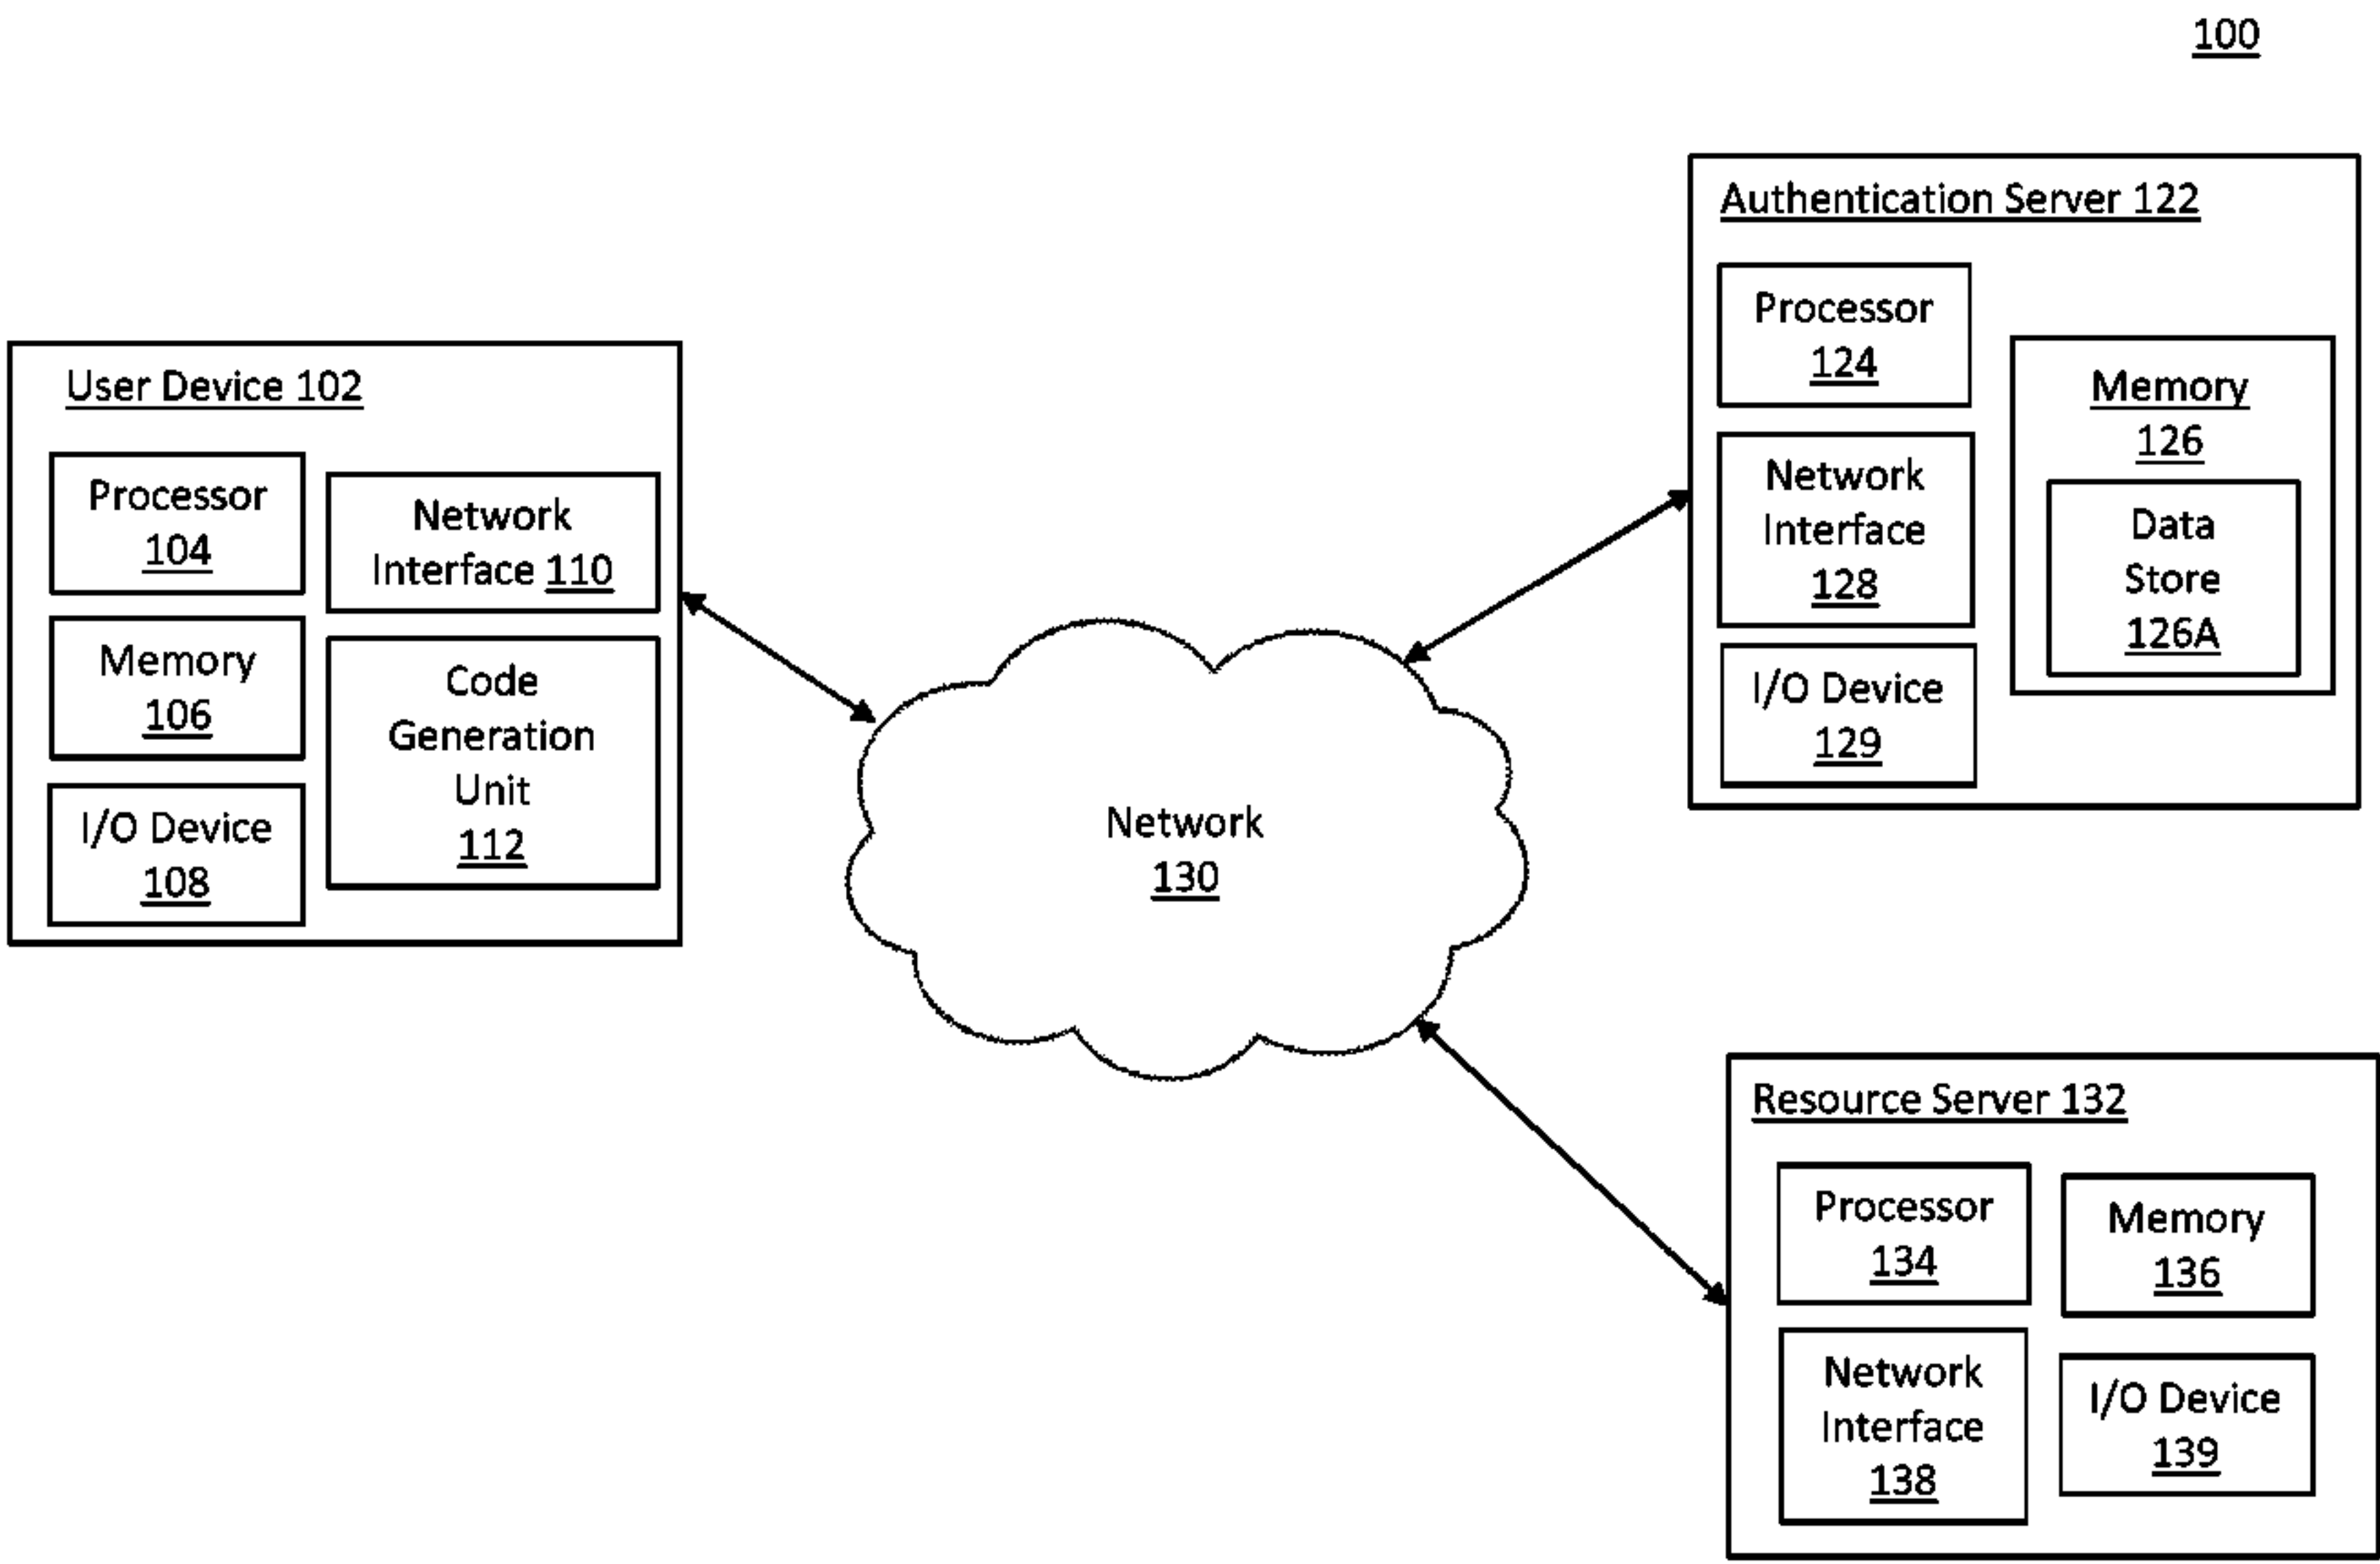 100
User Device 102
Processor
104
Memory
106
I/O Device
108
Network
Interface 110
Code
Generation
Unit
112
Network
130
Authentication Server 122
Processor
124
Network
Interface
128
I/O Device
129
Memory
126
Data
Store
126A
Resource Server 132
Processor
134
Network
Interface
138
Memory
136
I/O Device
139